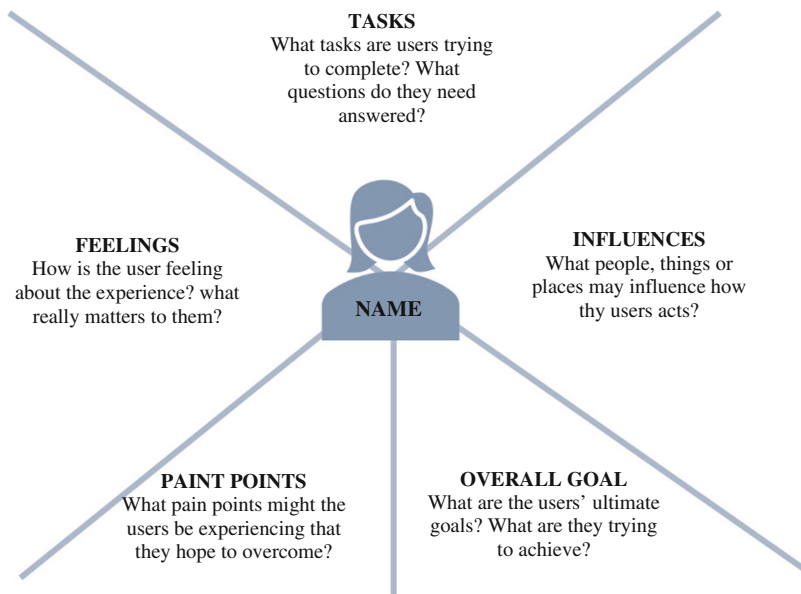 TASKS
What tasks are users trying
to complete? What
questions do they need
answered?
FEELINGS
How is the user feeling
about the experience? what
really matters to them?
INFLUENCES
What people, things or
places may influence how
thy users acts?
NAME
PAINT POINTS
What pain points might the
users be experiencing that
they hope to overcome?
OVERALL GOAL
What are the users’ ultimate
goals? What are they trying
to achieve?